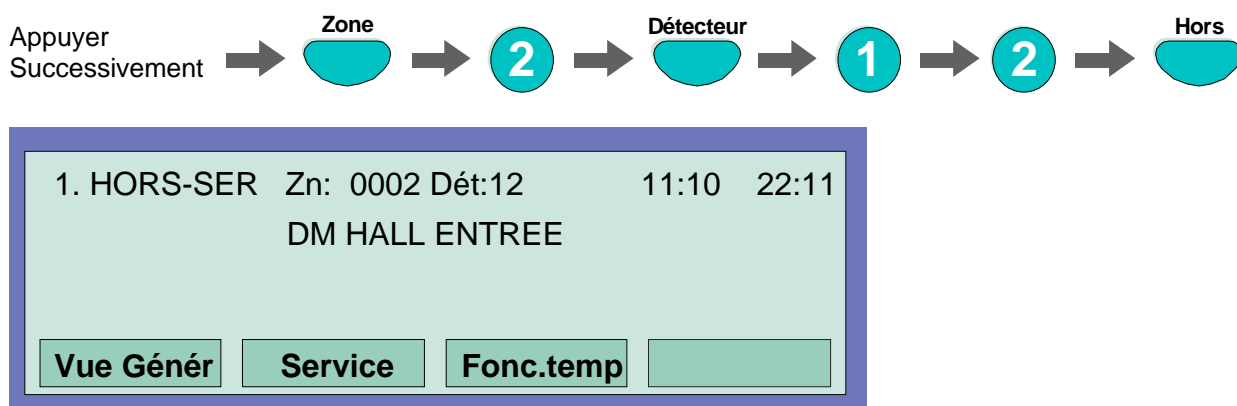 Appuyer
Successivement
Zone
2
Détecteur
1
2
Hors
1. HORS-SER Zn: 0002 Dét:12 11:10 22:11
DM HALL ENTREE
Vue Génér Service Fonc.temp